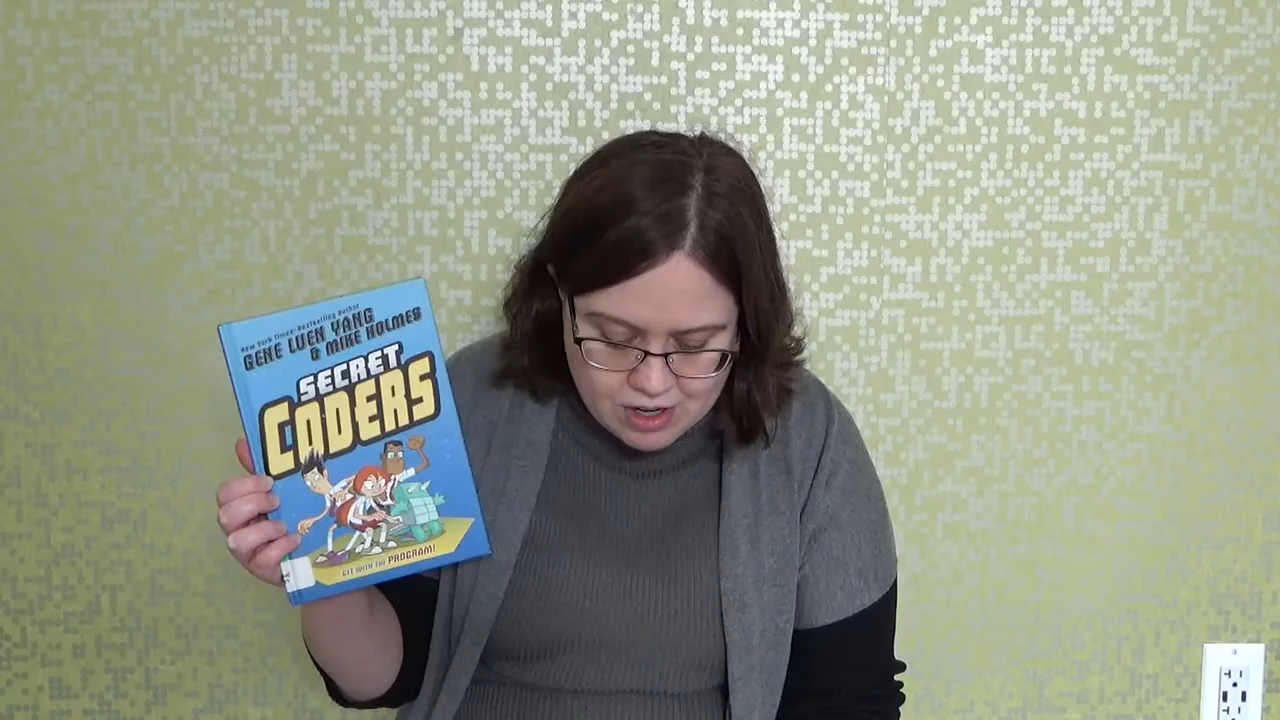 New York Times-Bestselling Author
GENE LUEN YANG
& MIKE HOLMES
SECRET
CODERS
GET WITH THE PROGRAM!